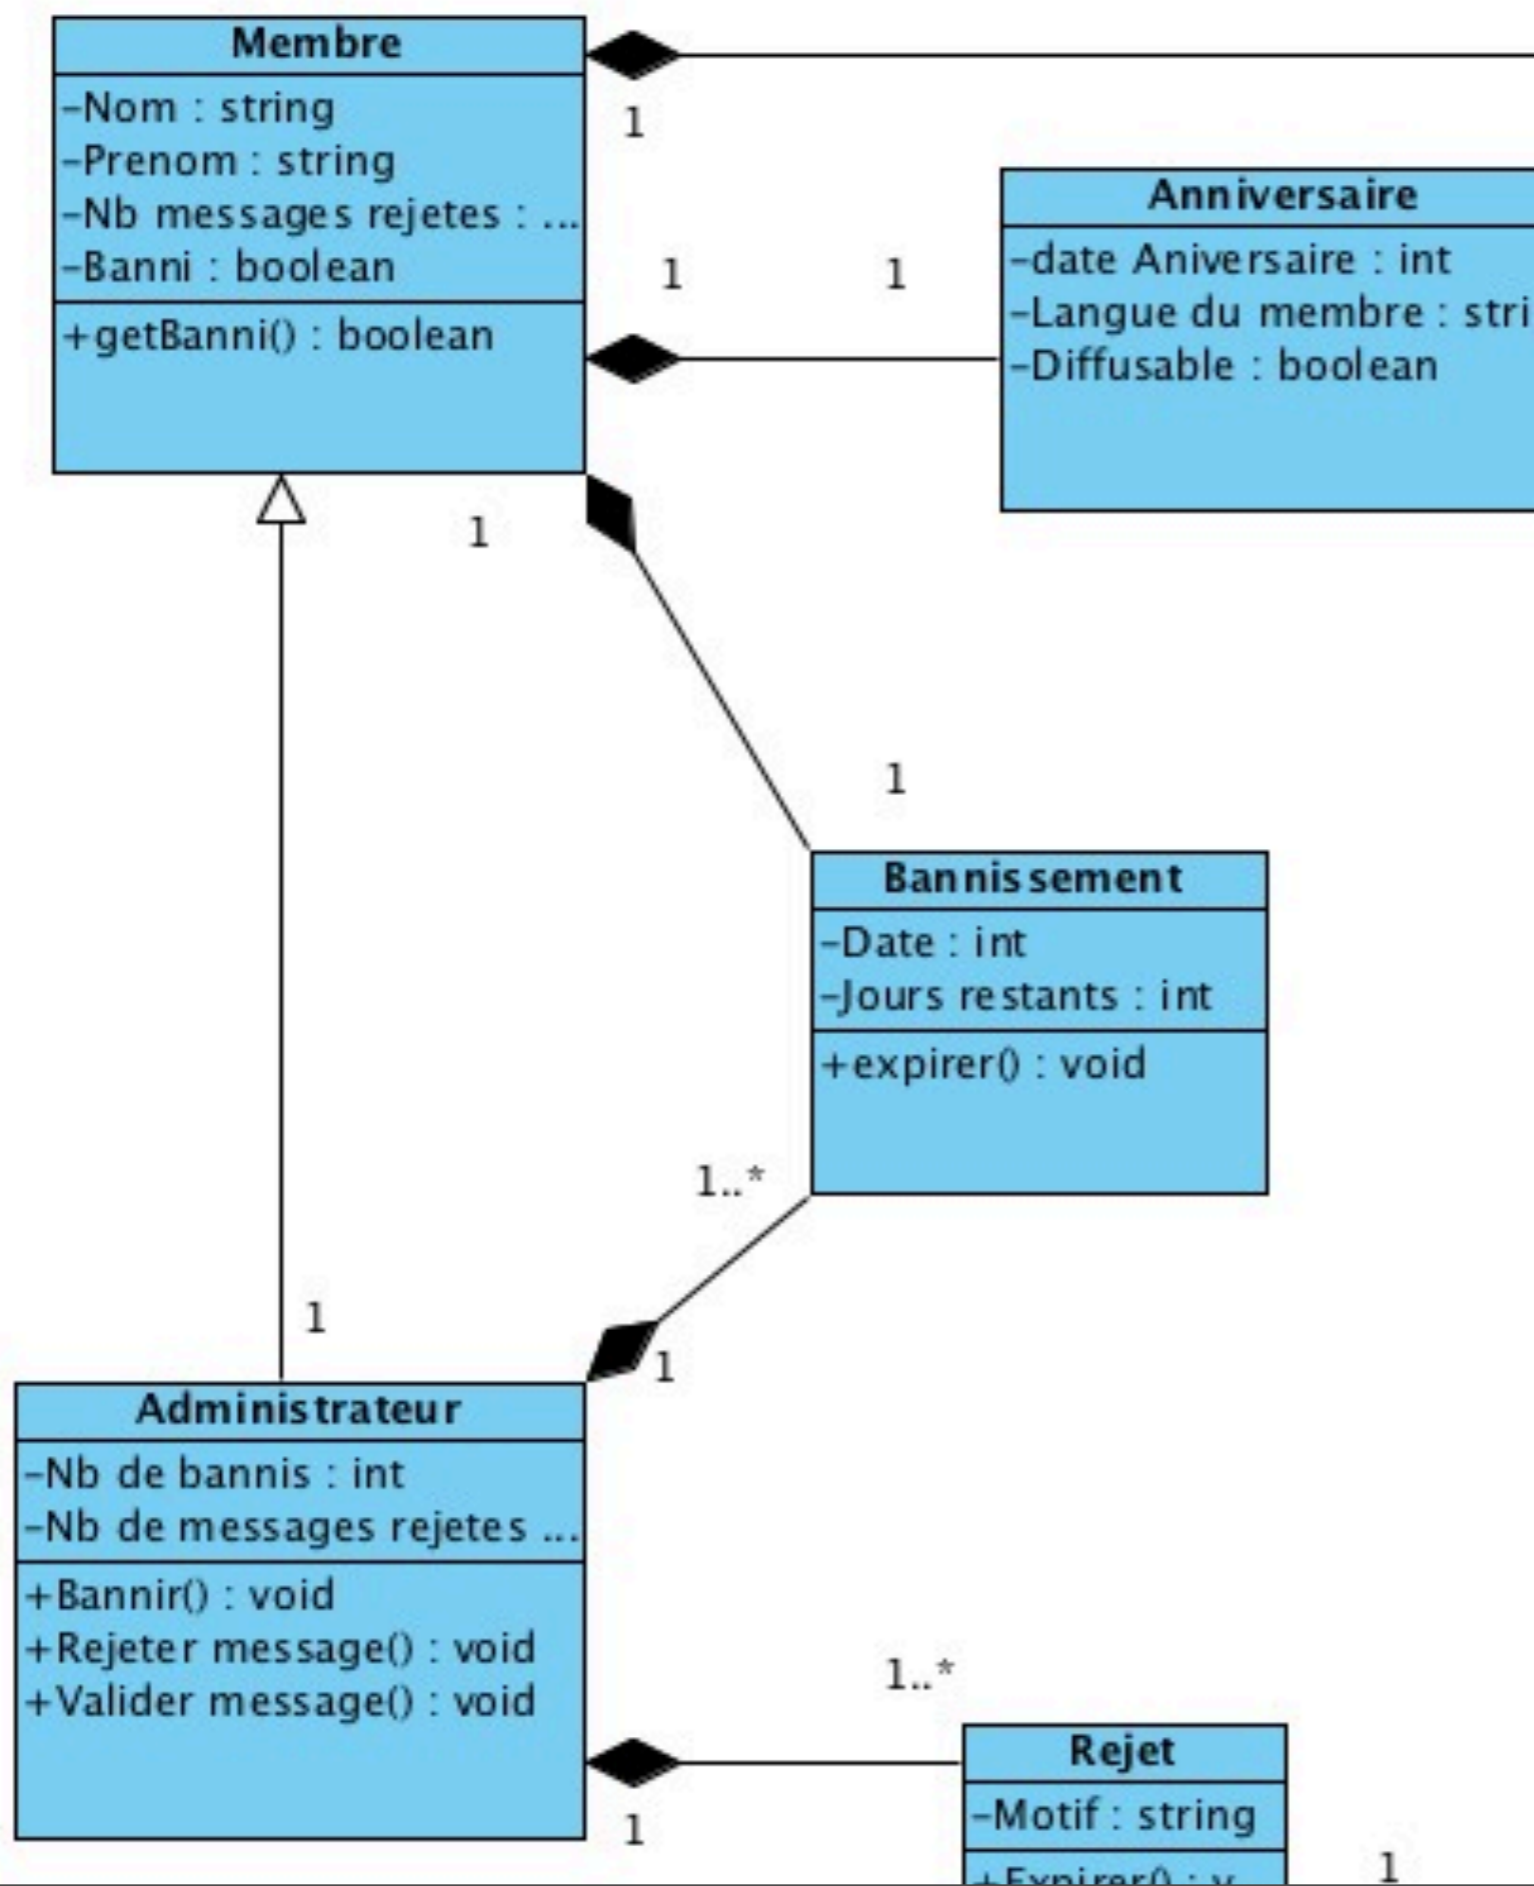 Membre
-Nom : string
-Prenom : string
-Nb messages rejetes : ...
-Banni : boolean
+getBanni() : boolean
1
Anniversaire
-date Aniversaire : int
-Langue du membre : stri
-Diffusable : boolean
1
1
1
1
Bannissement
-Date : int
-Jours restants : int
+expirer() : void
1..*
1
1
Administrateur
-Nb de bannis : int
-Nb de messages rejetes ...
+Bannir() : void
+Rejeter message() : void
+Valider message() : void
1..*
1
Rejet
-Motif : string
+Expirer() : v
1